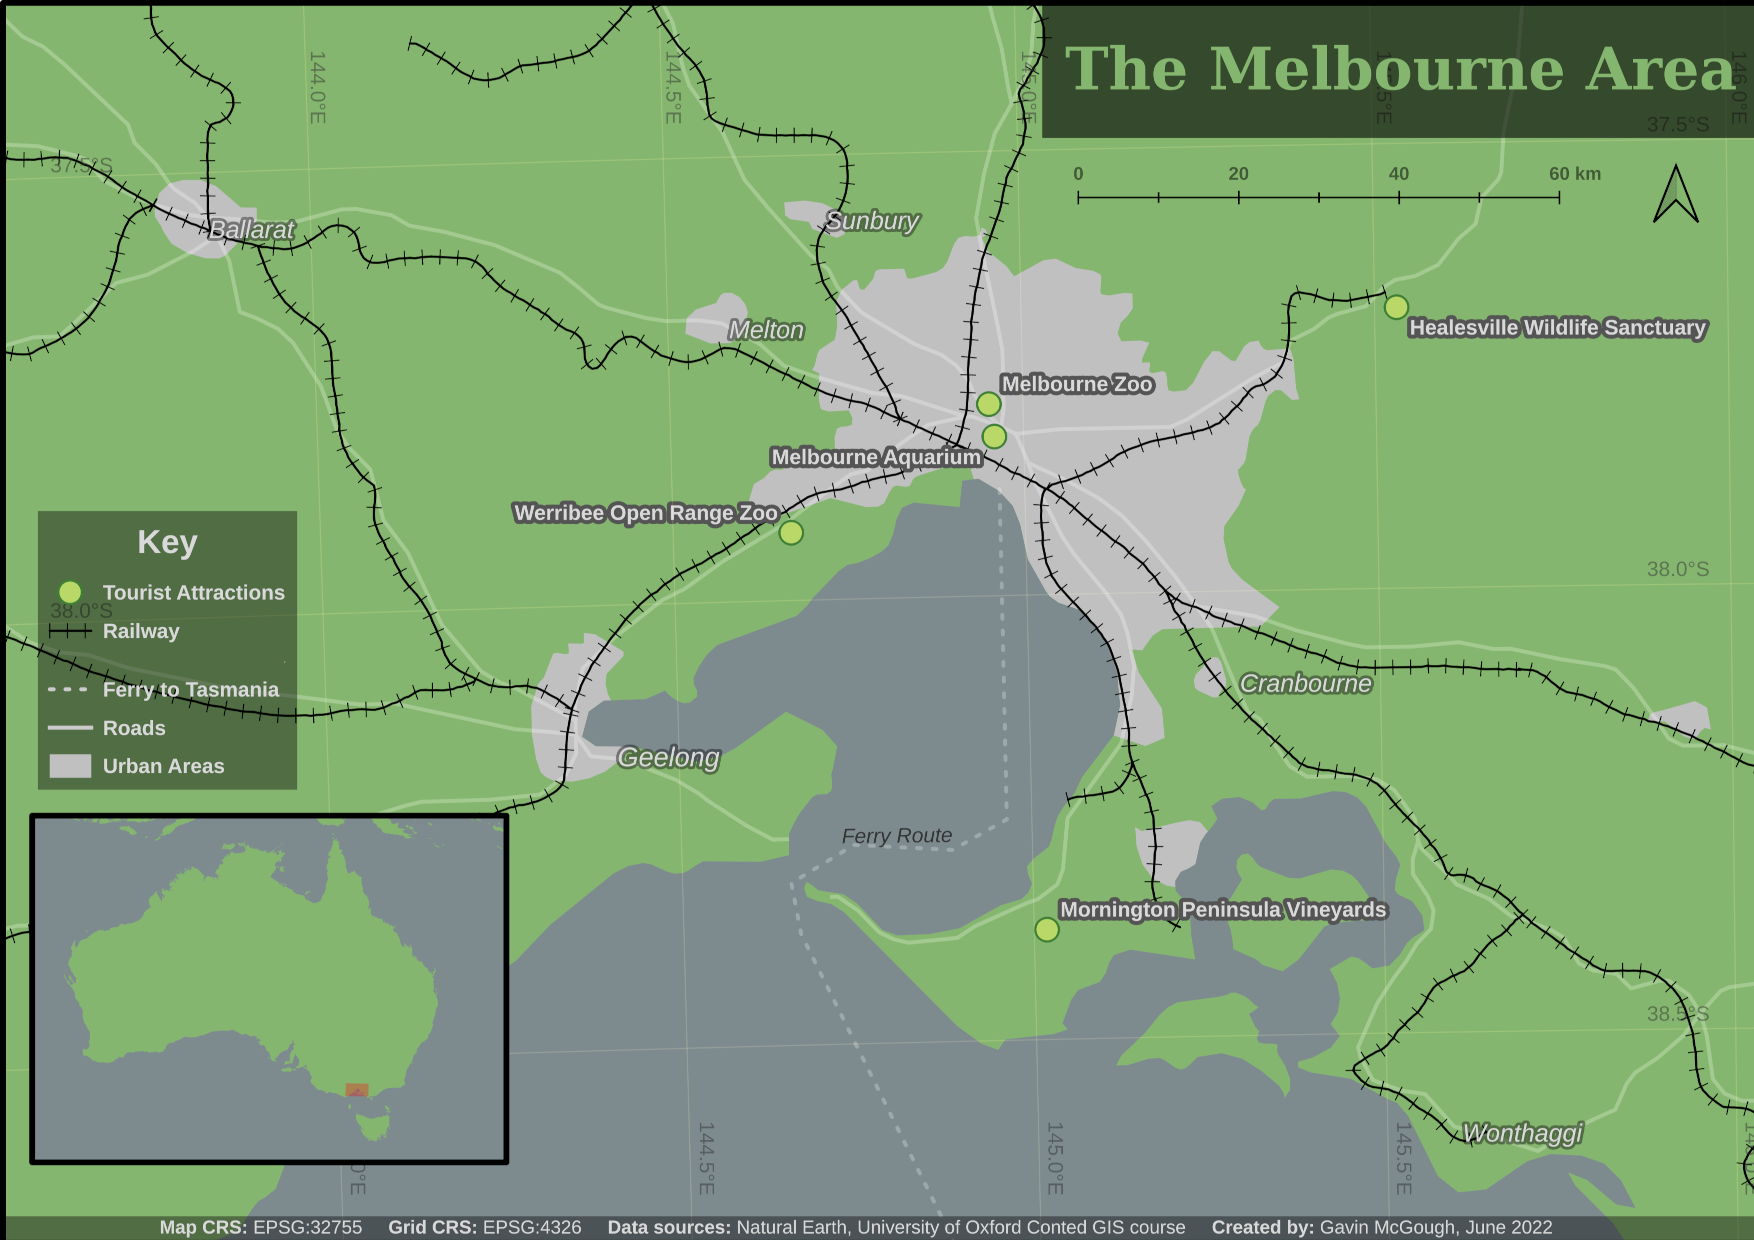 The Melbourne Area
144.0°E
144.5°E
145.0°E
145.5°E
146.0°E
37.5°S
37.5°S
0 20 40 60 km
Ballarat
Sunbury
Melton
Healesville Wildlife Sanctuary
Melbourne Zoo
Melbourne Aquarium
Werribee Open Range Zoo
Key
Tourist Attractions
38.0°S
38.0°S
Railway
Ferry to Tasmania
Roads
Urban Areas
Cranbourne
Geelong
Ferry Route
Mornington Peninsula Vineyards
38.5°S
Wonthaggi
0°E
144.5°E
145.0°E
145.5°E
Map CRS: EPSG:32755 Grid CRS: EPSG:4326 Data sources: Natural Earth, University of Oxford Conted GIS course Created by: Gavin McGough, June 2022